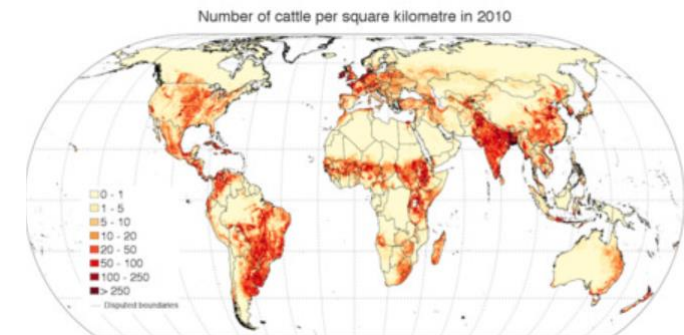 Number of cattle per square kilometre in 2010
0 - 1
1 - 5
5 - 10
10 - 20
20 - 50
50 - 100
100 - 250
> 250
Disputed boundaries